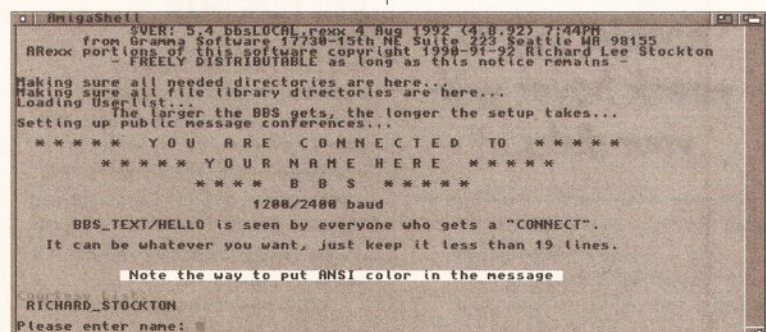 AmigaShell
$VER: 5.4 bbsLOCAL.rexx 4 Aug 1992 (4.8.92) 7:44PM
from Gramma Software 17730-15th NE Suite 223 Seattle WA 98155
ARexx portions of this software copyright 1990-91-92 Richard Lee Stockton
- FREELY DISTRIBUTABLE as long as this notice remains -
Making sure all needed directories are here...
Making sure all file library directories are here...
Loading Userlist...
The larger the BBS gets, the longer the setup takes...
Setting up public message conferences...
* * * * * Y O U A R E C O N N E C T E D TO * * * * *
* * * * * Y O U R N A M E H E R E * * * * *
* * * * B B S * * * * *
1200/2400 baud
BBS_TEXT/HELLO is seen by everyone who gets a "CONNECT".
It can be whatever you want, just keep it less than 19 lines.
Note the way to put ANSI color in the message
RICHARD_STOCKTON
Please enter name: